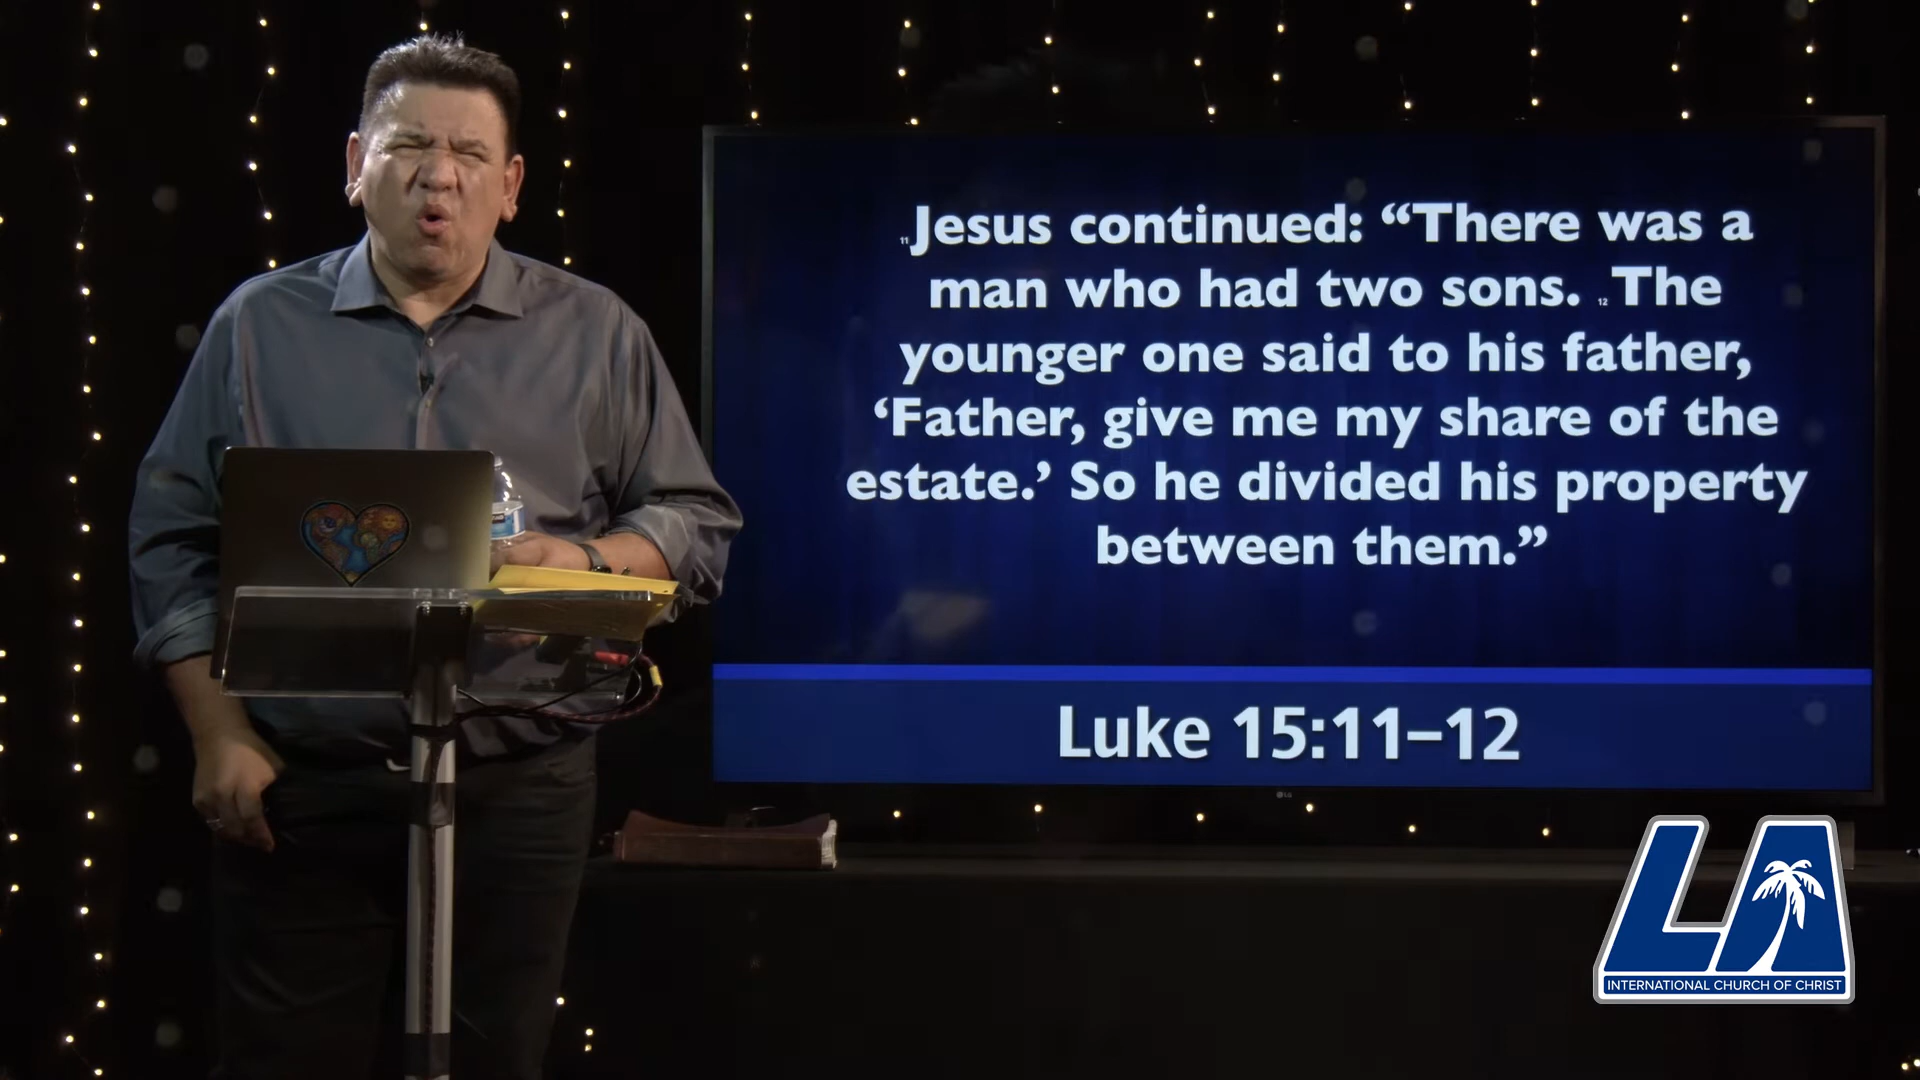 11 Jesus continued: “There was a
man who had two sons. 12 The
younger one said to his father,
‘Father, give me my share of the
estate.’ So he divided his property
between them.”
Luke 15:11–12
LG
LA
INTERNATIONAL CHURCH OF CHRIST